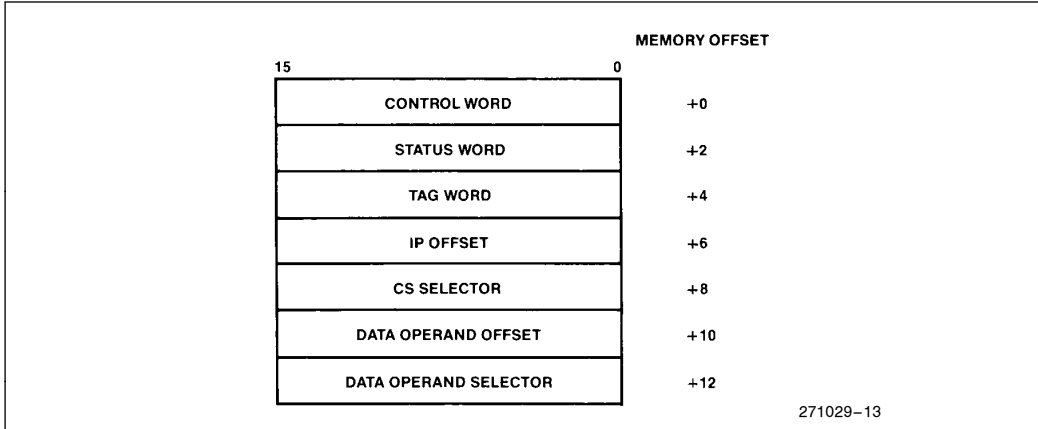 MEMORY OFFSET
15 0
CONTROL WORD +0
STATUS WORD +2
TAG WORD +4
IP OFFSET +6
CS SELECTOR +8
DATA OPERAND OFFSET +10
DATA OPERAND SELECTOR +12
271029–13